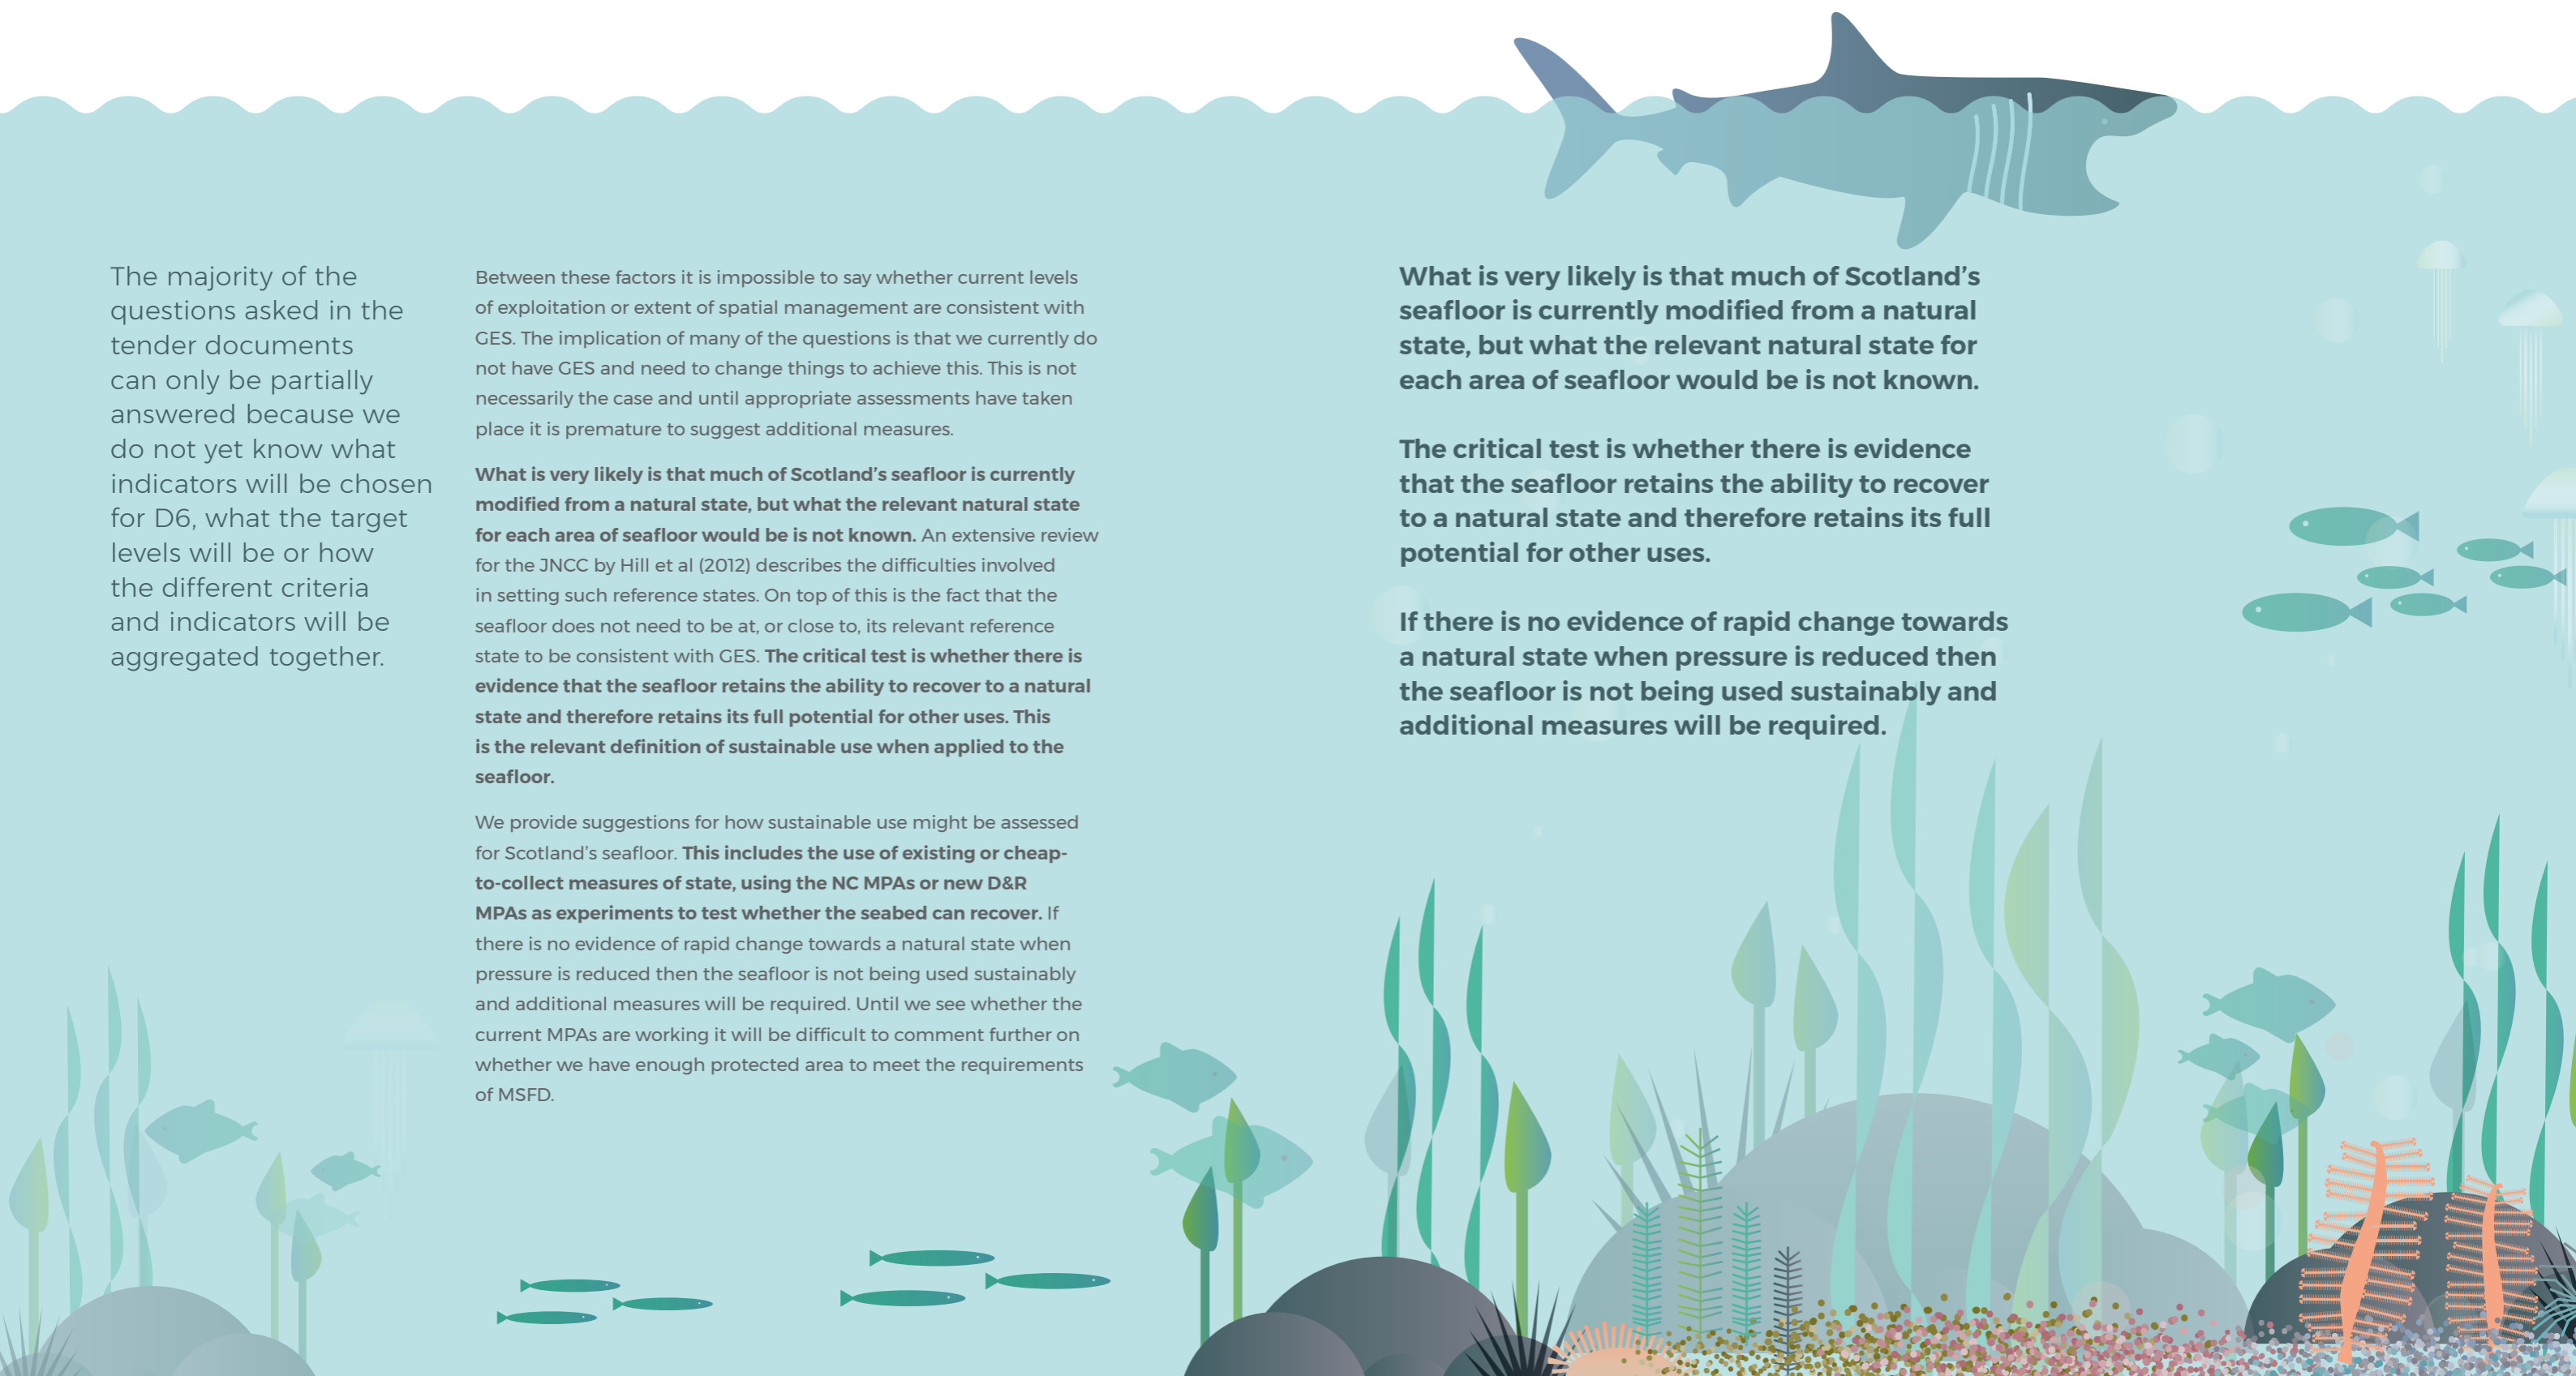 The majority of the
questions asked in the
tender documents
can only be partially
answered because we
do not yet know what
indicators will be chosen
for D6, what the target
levels will be or how
the different criteria
and indicators will be
aggregated together.
Between these factors it is impossible to say whether current levels
of exploitation or extent of spatial management are consistent with
GES. The implication of many of the questions is that we currently do
not have GES and need to change things to achieve this. This is not
necessarily the case and until appropriate assessments have taken
place it is premature to suggest additional measures.
What is very likely is that much of Scotland’s seafloor is currently
modified from a natural state, but what the relevant natural state
for each area of seafloor would be is not known. An extensive review
for the JNCC by Hill et al (2012) describes the difficulties involved
in setting such reference states. On top of this is the fact that the
seafloor does not need to be at, or close to, its relevant reference
state to be consistent with GES. The critical test is whether there is
evidence that the seafloor retains the ability to recover to a natural
state and therefore retains its full potential for other uses. This
is the relevant definition of sustainable use when applied to the
seafloor.
We provide suggestions for how sustainable use might be assessed
for Scotland’s seafloor. This includes the use of existing or cheap-
to-collect measures of state, using the NC MPAs or new D&R
MPAs as experiments to test whether the seabed can recover. If
there is no evidence of rapid change towards a natural state when
pressure is reduced then the seafloor is not being used sustainably
and additional measures will be required. Until we see whether the
current MPAs are working it will be difficult to comment further on
whether we have enough protected area to meet the requirements
of MSFD.
What is very likely is that much of Scotland’s
seafloor is currently modified from a natural
state, but what the relevant natural state for
each area of seafloor would be is not known.
The critical test is whether there is evidence
that the seafloor retains the ability to recover
to a natural state and therefore retains its full
potential for other uses.
If there is no evidence of rapid change towards
a natural state when pressure is reduced then
the seafloor is not being used sustainably and
additional measures will be required.